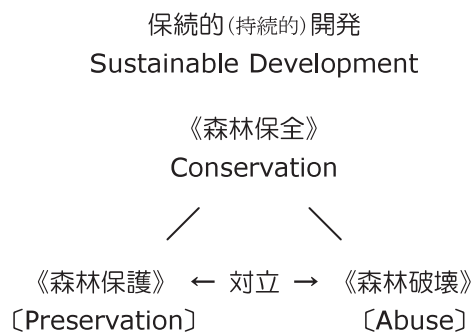 保続的(持続的)開発
Sustainable Development
《森林保全》
Conservation
《森林保護》 ← 対立 → 《森林破壊》
〔Preservation〕 〔Abuse〕